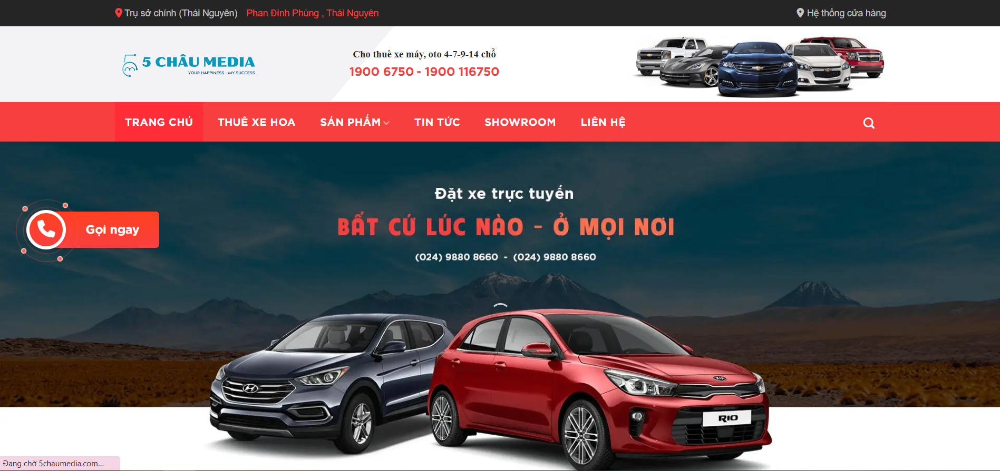 Trụ sở chính (Thái Nguyên) Phan Đình Phùng , Thái Nguyên
Hệ thống cửa hàng
5 CHÂU MEDIA
YOUR HAPPINESS - MY SUCCESS
Cho thuê xe máy, oto 4-7-9-14 chỗ
1900 6750 - 1900 116750
TRANG CHỦ THUÊ XE HOA SẢN PHẨM TIN TỨC SHOWROOM LIÊN HỆ
Đặt xe trực tuyến
BẤT CỨ LÚC NÀO - Ở MỌI NƠI
(024) 9880 8660 - (024) 9880 8660
Gọi ngay
KIA
RIO
Đang chờ 5chaumedia.com...